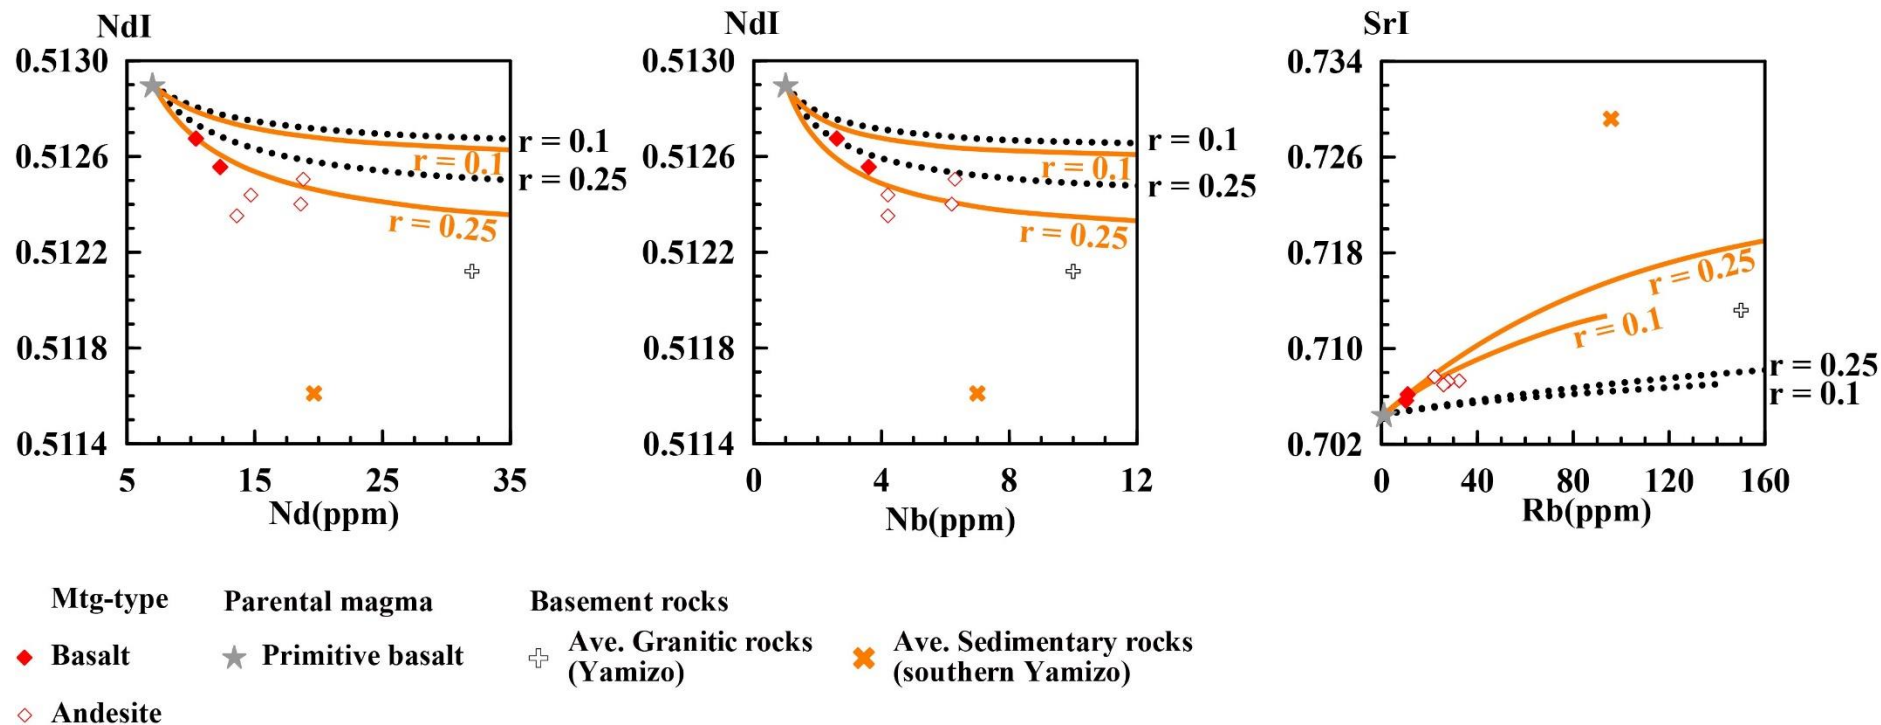 NdI
0.5130
0.5126
0.5122
0.5118
0.5114
5 15 25 35
Nd(ppm)
r = 0.1
r = 0.1
r = 0.25
r = 0.25
NdI
0.5130
0.5126
0.5122
0.5118
0.5114
0 4 8 12
Nb(ppm)
r = 0.1
r = 0.1
r = 0.25
r = 0.25
SrI
0.734
0.726
0.718
0.710
0.702
0 40 80 120 160
Rb(ppm)
r = 0.25
r = 0.1
r = 0.25
r = 0.1
Mtg-type Parental magma Basement rocks
Basalt Primitive basalt Ave. Granitic rocks Ave. Sedimentary rocks
(Yamizo) (southern Yamizo)
Andesite